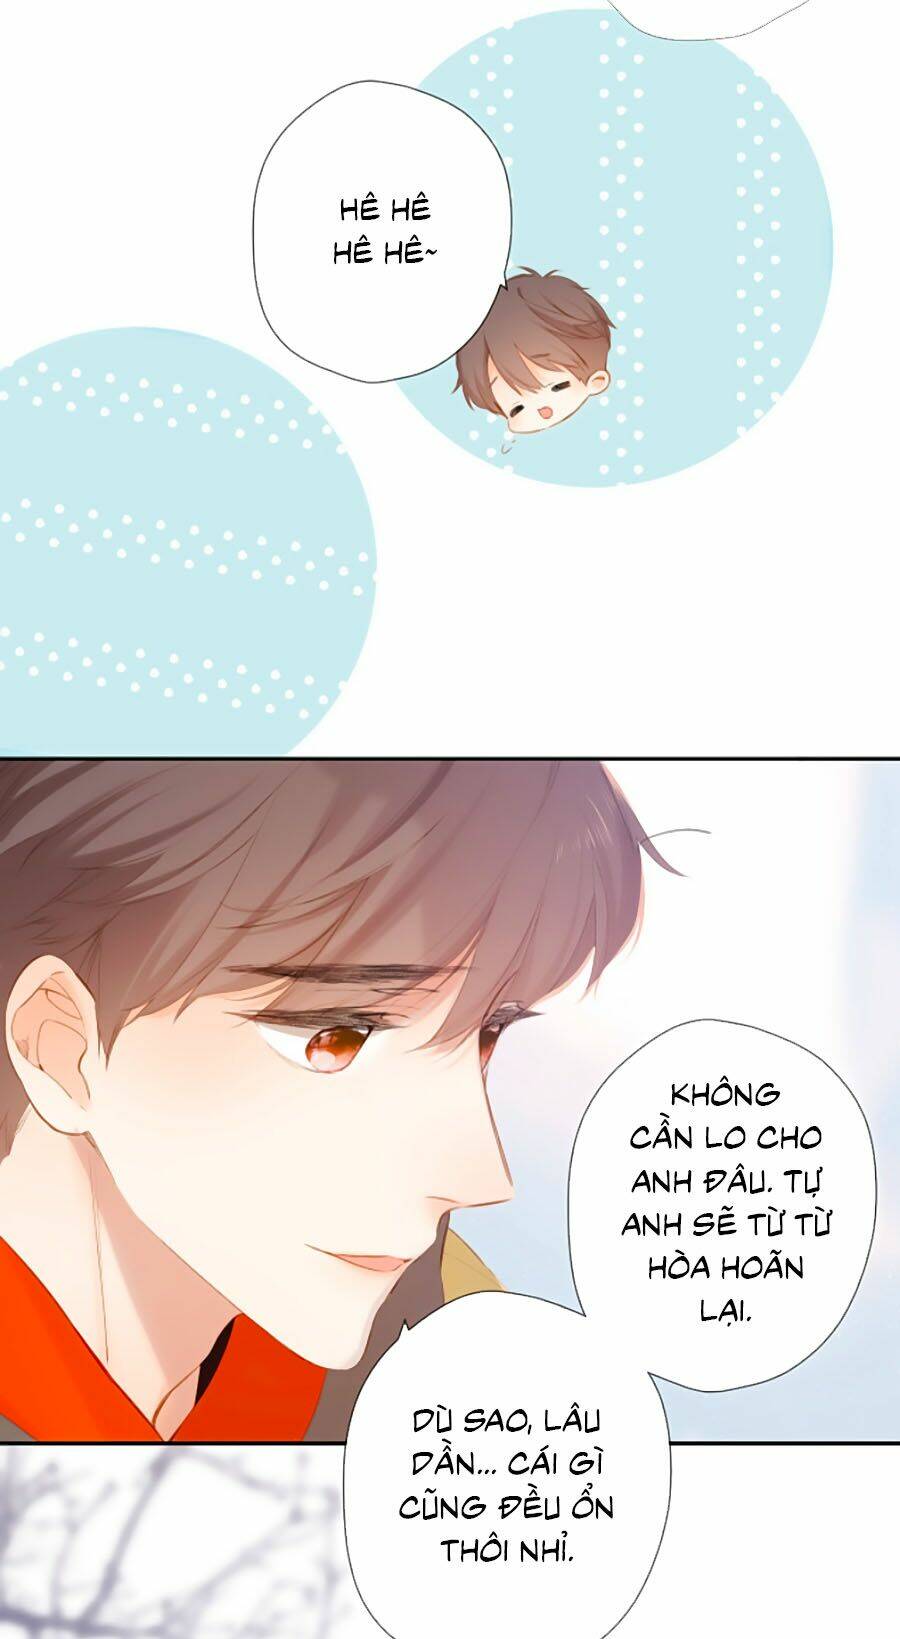 HÊ HÊ
HÊ HÊ~
KHÔNG
CẦN LO CHO
ANH ĐÂU. TỰ
ANH SẼ TỪ TỪ
HÒA HOÃN
LẠI.
DÙ SAO, LÂU
DẦN... CÁI GÌ
CŨNG ĐỀU ỔN
THÔI NHỈ.